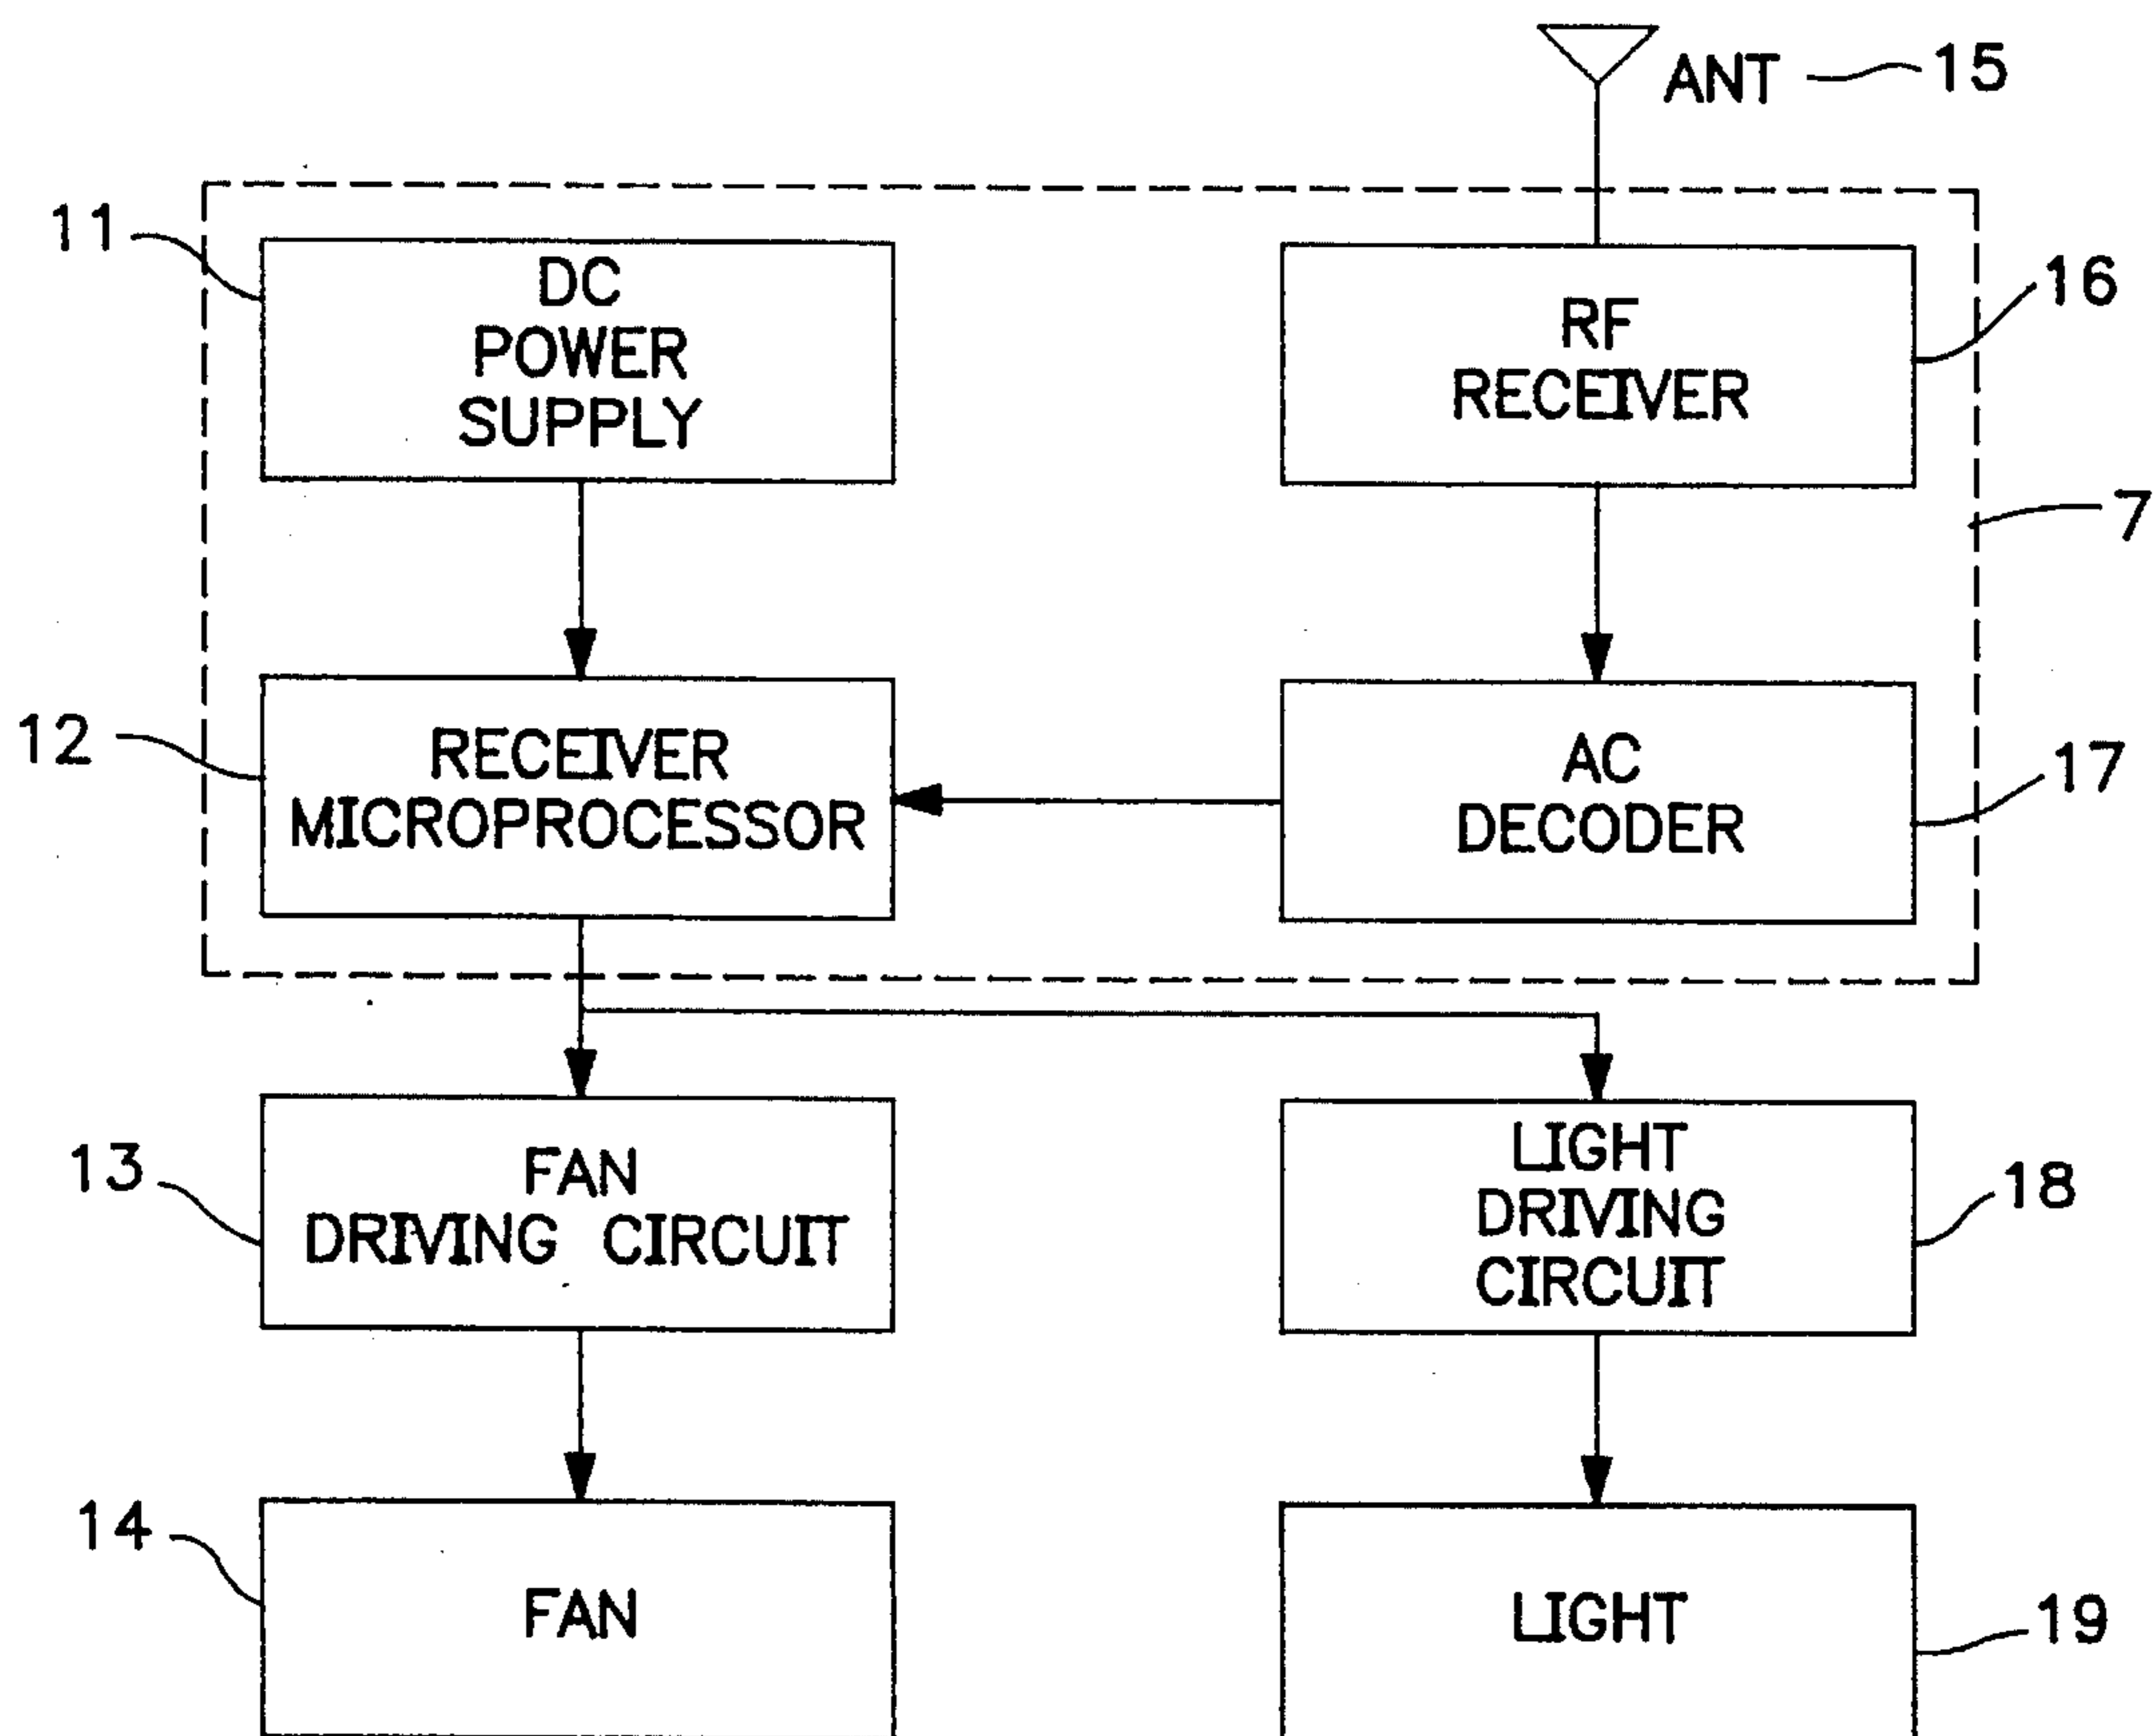 ANT 15
11
DC
POWER
SUPPLY
RF
RECEIVER
16
7
12
RECEIVER
MICROPROCESSOR
AC
DECODER
17
13
FAN
DRIVING CIRCUIT
LIGHT
DRIVING
CIRCUIT
18
14
FAN
LIGHT
19